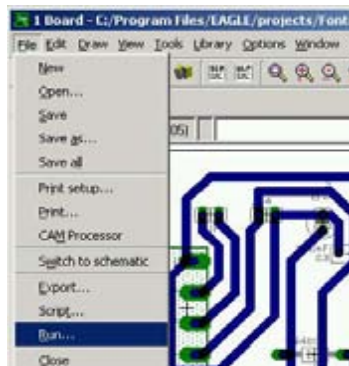 1 Board - C:/Program Files/EAGLE/projects/Font
File Edit Draw View Tools Library Options Window
New
Open...
Save
Save as...
Save all
Print setup...
Print...
CAM Processor
Switch to schematic
Export...
Script...
Run...
Close